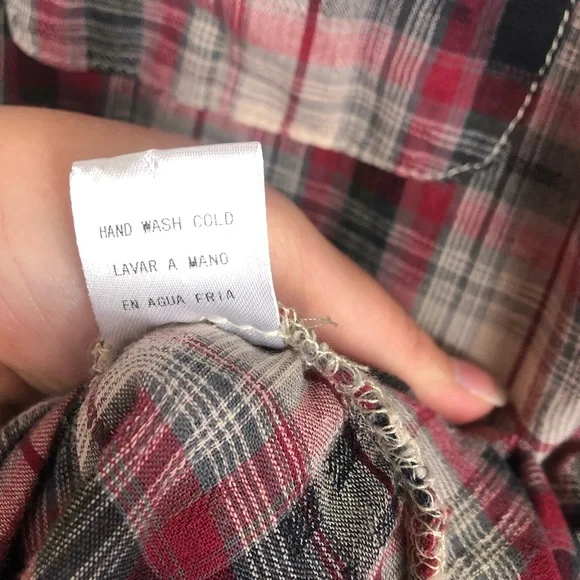 HAND WASH COLD
LAVAR A MANO
EN AGUA FRIA